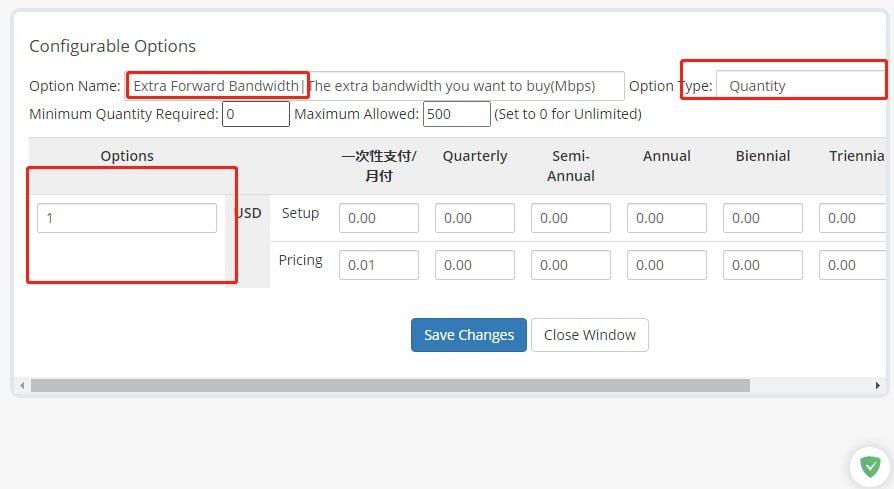 Configurable Options
Option Name: Extra Forward Bandwidth|The extra bandwidth you want to buy(Mbps) Option Type: Quantity
Minimum Quantity Required: 0 Maximum Allowed: 500 (Set to 0 for Unlimited)
Options 一次性支付/月付 Quarterly Semi-Annual Annual Biennial Triennia
1 USD Setup 0.00 0.00 0.00 0.00 0.00 0.00
Pricing 0.01 0.00 0.00 0.00 0.00 0.00
Save Changes Close Window